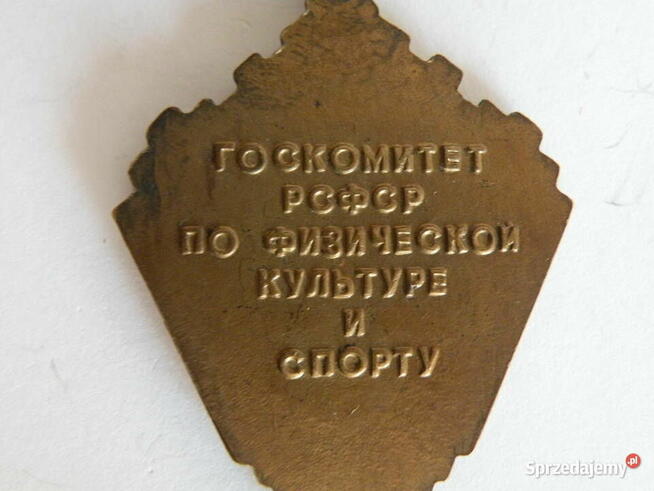 ГОСКОМИТЕТ
РСФСР
ПО ФИЗИЧЕСКОЙ
КУЛЬТУРЕ
И
СПОРТУ
Sprzedajemy.pl